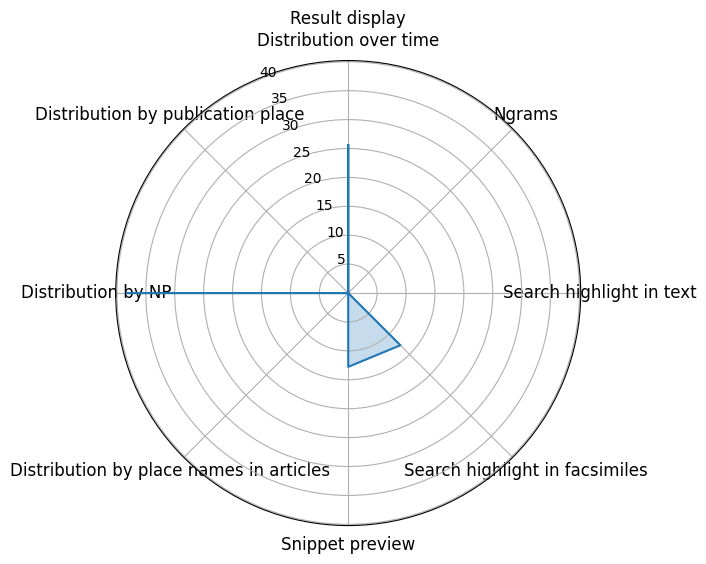 Result display
Distribution over time
40
35
30
25
20
15
10
5
Distribution by publication place
Ngrams
Distribution by NP
Search highlight in text
Distribution by place names in articles
Search highlight in facsimiles
Snippet preview